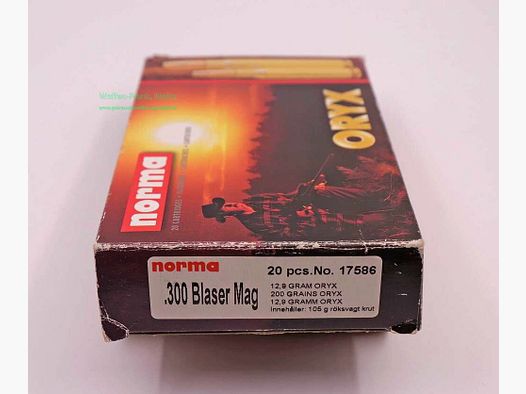 norma
ORYX
norma
20 pcs.No. 17586
.300 Blaser Mag
12,9 GRAM ORYX
200 GRAINS ORYX
12,9 GRAMM ORYX
Innehåller: 105 g röksvagt krut